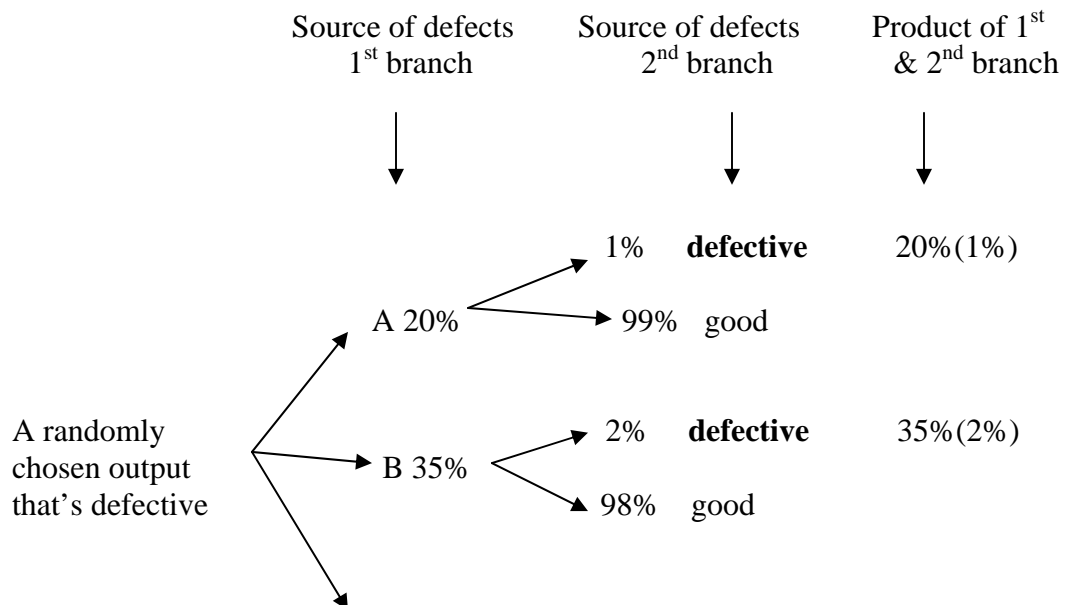 Source of defects
1st branch
Source of defects
2nd branch
Product of 1st
& 2nd branch
1% defective 20%(1%)
A 20%
99% good
A randomly
chosen output
that's defective
2% defective 35%(2%)
B 35%
98% good